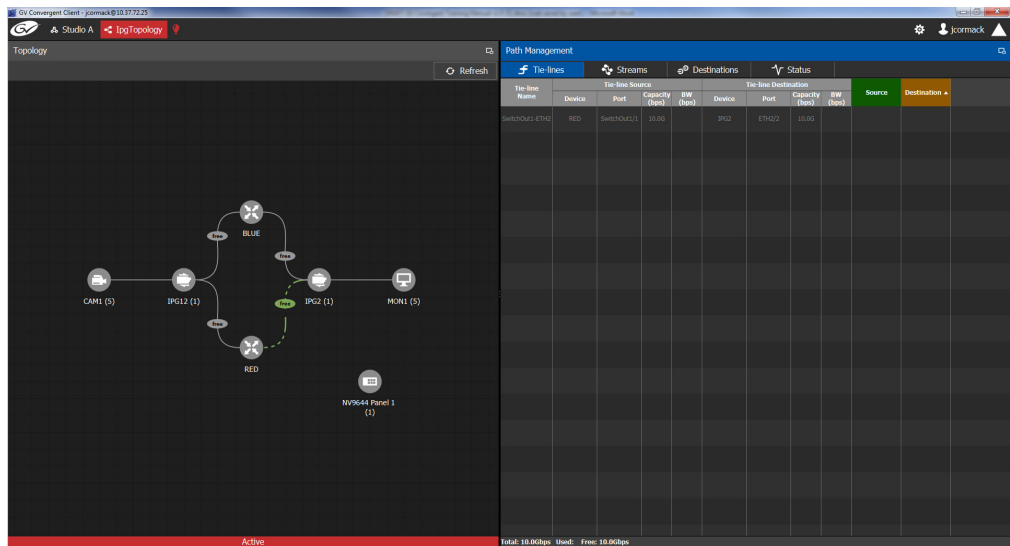 GV Convergent Client - jcormack@10.37.72.25
GV
Studio A
IpgTopology
jcormack
Topology
Refresh
Path Management
Tie-lines
Streams
Destinations
Status
Tie-line Name
Tie-line Source
Tie-line Destination
Source
Destination
Device
Port
Capacity (bps)
BW (bps)
Device
Port
Capacity (bps)
BW (bps)
SwitchOut1-ETH2
RED
SwitchOut1/1
10.0G
IPG2
ETH2/2
10.0G
BLUE
free
free
CAM1 (5)
IPG12 (1)
free
IPG2 (1)
MON1 (5)
free
RED
NV9644 Panel 1
(1)
Active
Total: 10.0Gbps Used: Free: 10.0Gbps